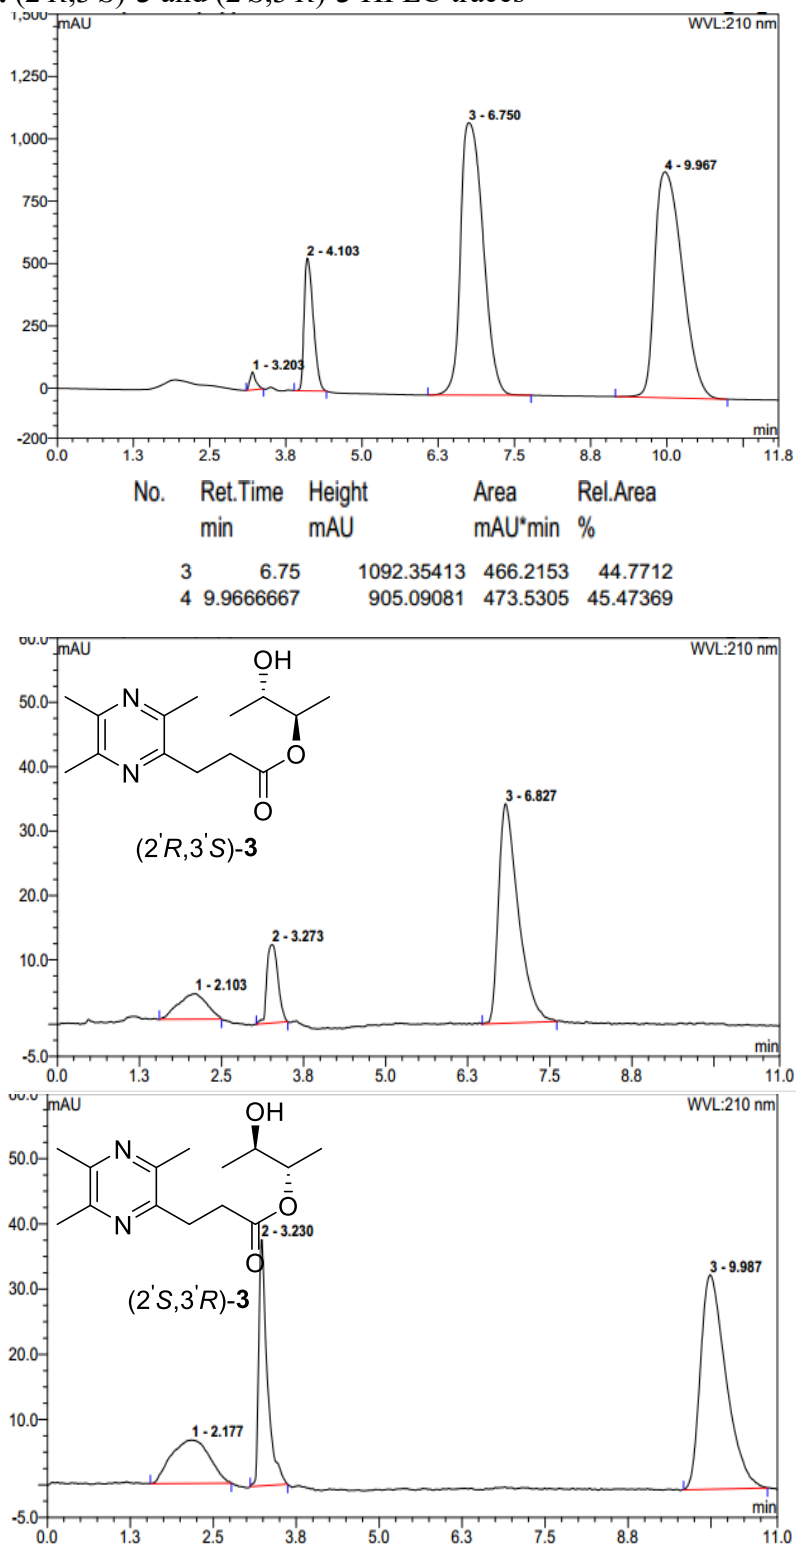 (2'R,3'S)-3 and (2'S,3'R)-3 HPLC traces
1,500 mAU WVL:210 nm
1,250
1,000
750
500
250
0
-200
1 - 3.203
2 - 4.103
3 - 6.750
4 - 9.967
min
0.0 1.3 2.5 3.8 5.0 6.3 7.5 8.8 10.0 11.8
No. Ret.Time Height Area Rel.Area
min mAU mAU*min %
3 6.75 1092.35413 466.2153 44.7712
4 9.9666667 905.09081 473.5305 45.47369
60.0 mAU WVL:210 nm
50.0
40.0
30.0
20.0
10.0
-5.0
OH
N
N
O
O
(2'R,3'S)-3
1 - 2.103
2 - 3.273
3 - 6.827
min
0.0 1.3 2.5 3.8 5.0 6.3 7.5 8.8 11.0
60.0 mAU WVL:210 nm
50.0
40.0
30.0
20.0
10.0
-5.0
OH
N
N
O
O
(2'S,3'R)-3
1 - 2.177
2 - 3.230
3 - 9.987
min
0.0 1.3 2.5 3.8 5.0 6.3 7.5 8.8 11.0